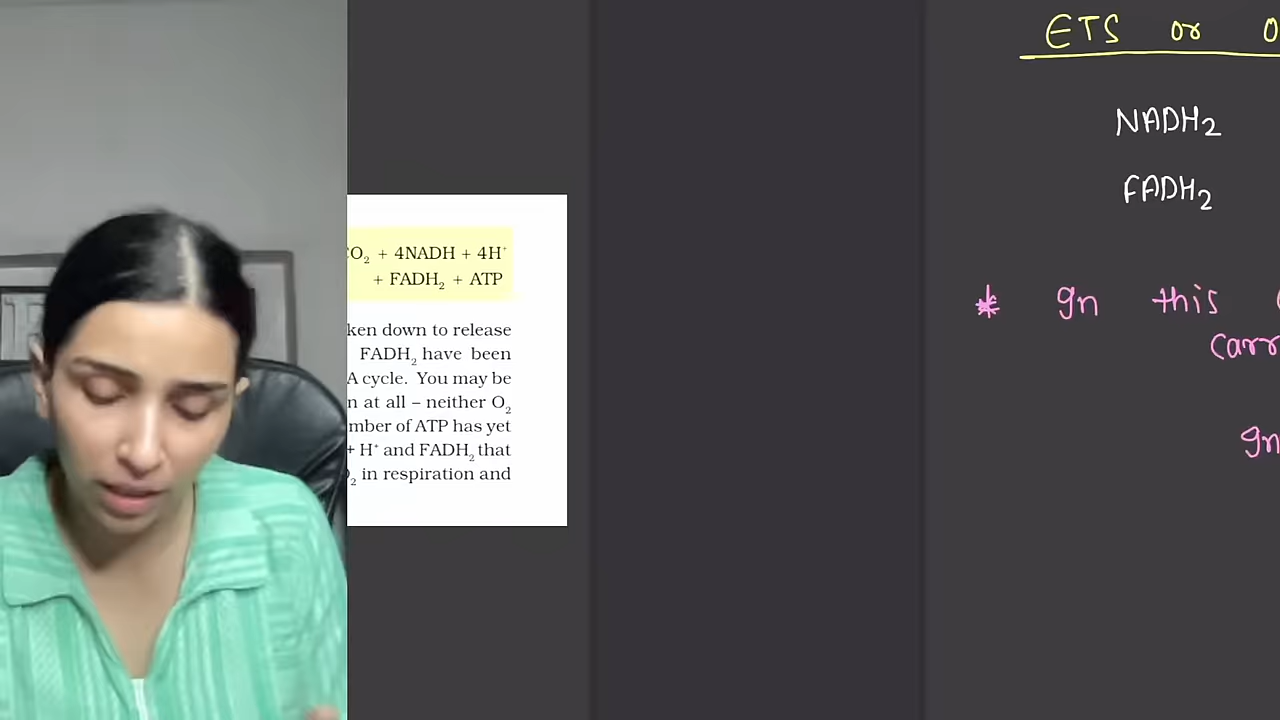 O₂ + 4NADH + 4H⁺
+ FADH₂ + ATP
ken down to release
FADH₂ have been
A cycle. You may be
n at all – neither O₂
mber of ATP has yet
+ H⁺ and FADH₂ that
₂ in respiration and
ETS or O
NADH₂
FADH₂
* In this
Carr
In